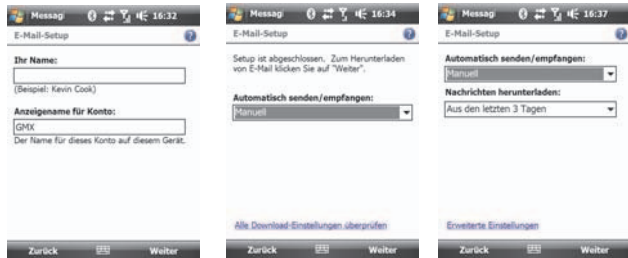 Messag 16:32
E-Mail-Setup
Ihr Name:
(Beispiel: Kevin Cook)
Anzeigename für Konto:
GMX
Der Name für dieses Konto auf diesem Gerät.
Zurück Weiter
Messag 16:34
E-Mail-Setup
Setup ist abgeschlossen. Zum Herunterladen
von E-Mail klicken Sie auf "Weiter".
Automatisch senden/empfangen:
Manuell
Alle Download-Einstellungen überprüfen
Zurück Weiter
Messag 16:37
E-Mail-Setup
Automatisch senden/empfangen:
Manuell
Nachrichten herunterladen:
Aus den letzten 3 Tagen
Erweiterte Einstellungen
Zurück Weiter